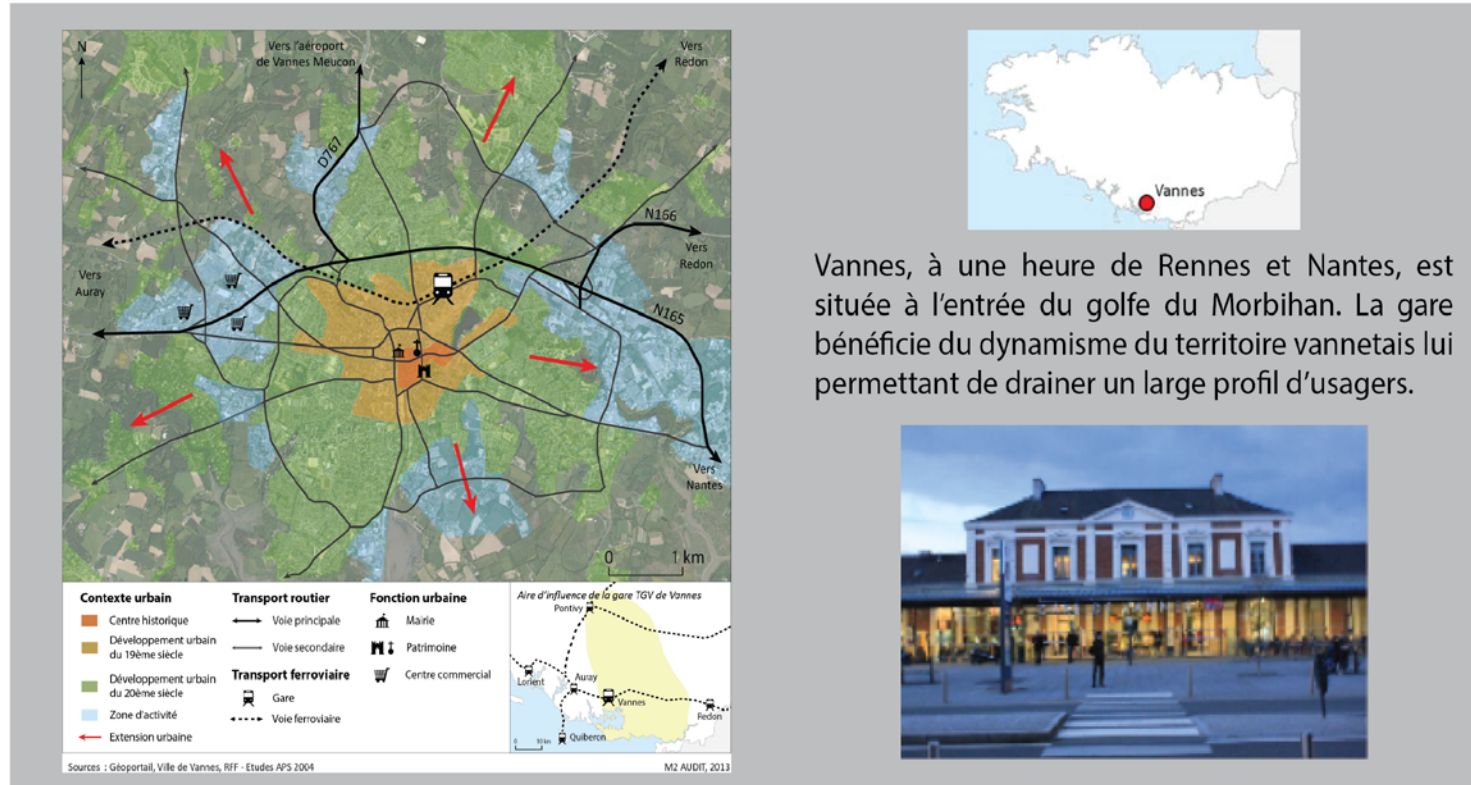 N
Vers l'aéroport
de Vannes Meucon
Vers
Redon
D767
N166
Vers
Redon
Vers
Auray
N165
Vers
Nantes
0 1 km
Contexte urbain
Centre historique
Développement urbain
du 19ème siècle
Développement urbain
du 20ème siècle
Zone d'activité
Extension urbaine
Transport routier
Voie principale
Voie secondaire
Transport ferroviaire
Gare
Voie ferroviaire
Fonction urbaine
Mairie
Patrimoine
Centre commercial
Aire d'influence de la gare TGV de Vannes
Pontivy
Lorient
Auray
Vannes
Redon
Quiberon
0 10 km
Sources : Géoportail, Ville de Vannes, RFF - Etudes APS 2004
M2 AUDIT, 2013
Vannes
Vannes, à une heure de Rennes et Nantes, est
située à l'entrée du golfe du Morbihan. La gare
bénéficie du dynamisme du territoire vannetais lui
permettant de drainer un large profil d'usagers.